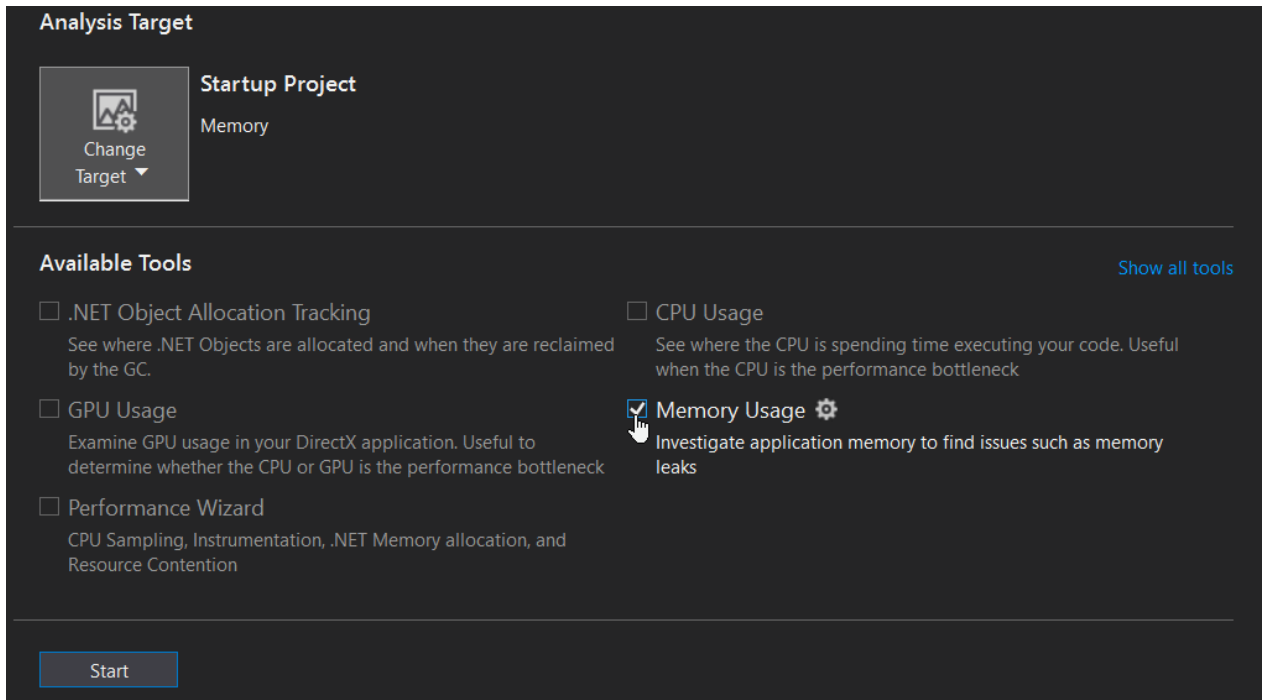 Analysis Target
Startup Project
Memory
Change
Target
Available Tools
Show all tools
.NET Object Allocation Tracking
See where .NET Objects are allocated and when they are reclaimed
by the GC.
CPU Usage
See where the CPU is spending time executing your code. Useful
when the CPU is the performance bottleneck
GPU Usage
Examine GPU usage in your DirectX application. Useful to
determine whether the CPU or GPU is the performance bottleneck
Memory Usage
Investigate application memory to find issues such as memory
leaks
Performance Wizard
CPU Sampling, Instrumentation, .NET Memory allocation, and
Resource Contention
Start